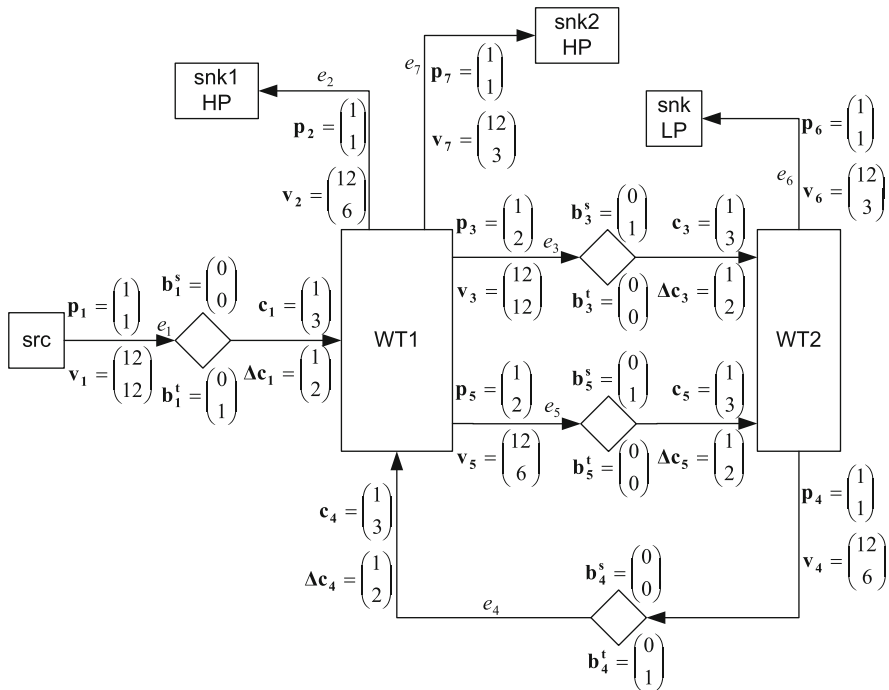 snk1
HP
e₂
p₂ = (1 1)
v₂ = (12 6)
e₇
p₇ = (1 1)
v₇ = (12 3)
snk2
HP
snk
LP
p₆ = (1 1)
e₆
v₆ = (12 3)
src
p₁ = (1 1)
e₁
v₁ = (12 12)
b₁ˢ = (0 0)
b₁ᵗ = (0 1)
c₁ = (1 3)
Δc₁ = (1 2)
WT1
p₃ = (1 2)
e₃
v₃ = (12 12)
b₃ˢ = (0 1)
b₃ᵗ = (0 0)
c₃ = (1 3)
Δc₃ = (1 2)
WT2
p₅ = (1 2)
e₅
v₅ = (12 6)
b₅ˢ = (0 1)
b₅ᵗ = (0 0)
c₅ = (1 3)
Δc₅ = (1 2)
c₄ = (1 3)
Δc₄ = (1 2)
e₄
b₄ˢ = (0 0)
b₄ᵗ = (0 1)
p₄ = (1 1)
v₄ = (12 6)